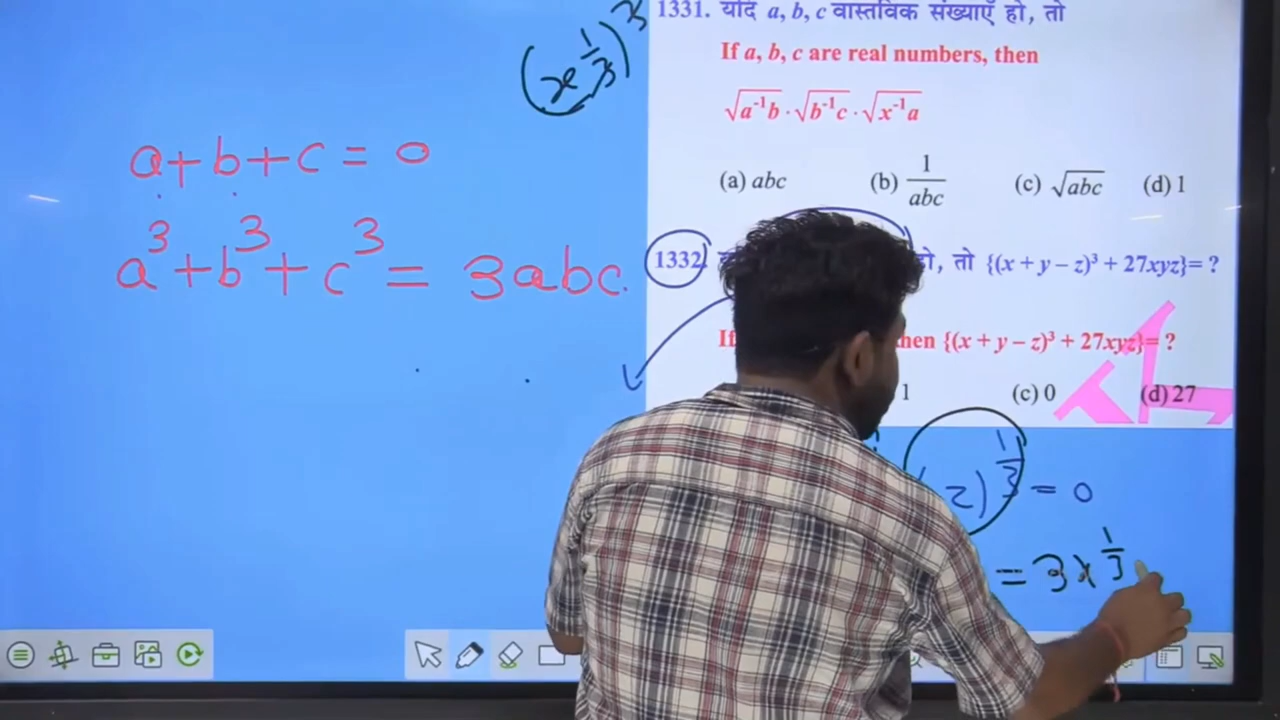 1331. यदि a, b, c वास्तविक संख्याएँ हो, तो
(x^1/3)^3
If a, b, c are real numbers, then
√(a⁻¹b) · √(b⁻¹c) · √(x⁻¹a)
a+b+c = 0
(a) abc (b) 1/abc (c) √abc (d) 1
a³+b³+c³ = 3abc.
1332. हो, तो {(x + y – z)³ + 27xyz}= ?
If then {(x + y – z)³ + 27xyz}= ?
1 (c) 0 (d) 27
z)^1/3 = 0
= 3x^1/3